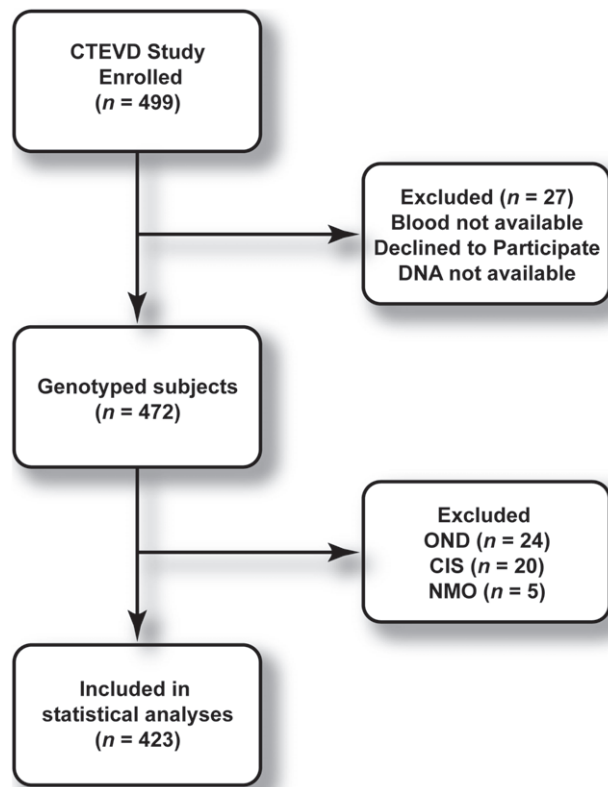 CTEVD Study
Enrolled
(n = 499)
Excluded (n = 27)
Blood not available
Declined to Participate
DNA not available
Genotyped subjects
(n = 472)
Excluded
OND (n = 24)
CIS (n = 20)
NMO (n = 5)
Included in
statistical analyses
(n = 423)